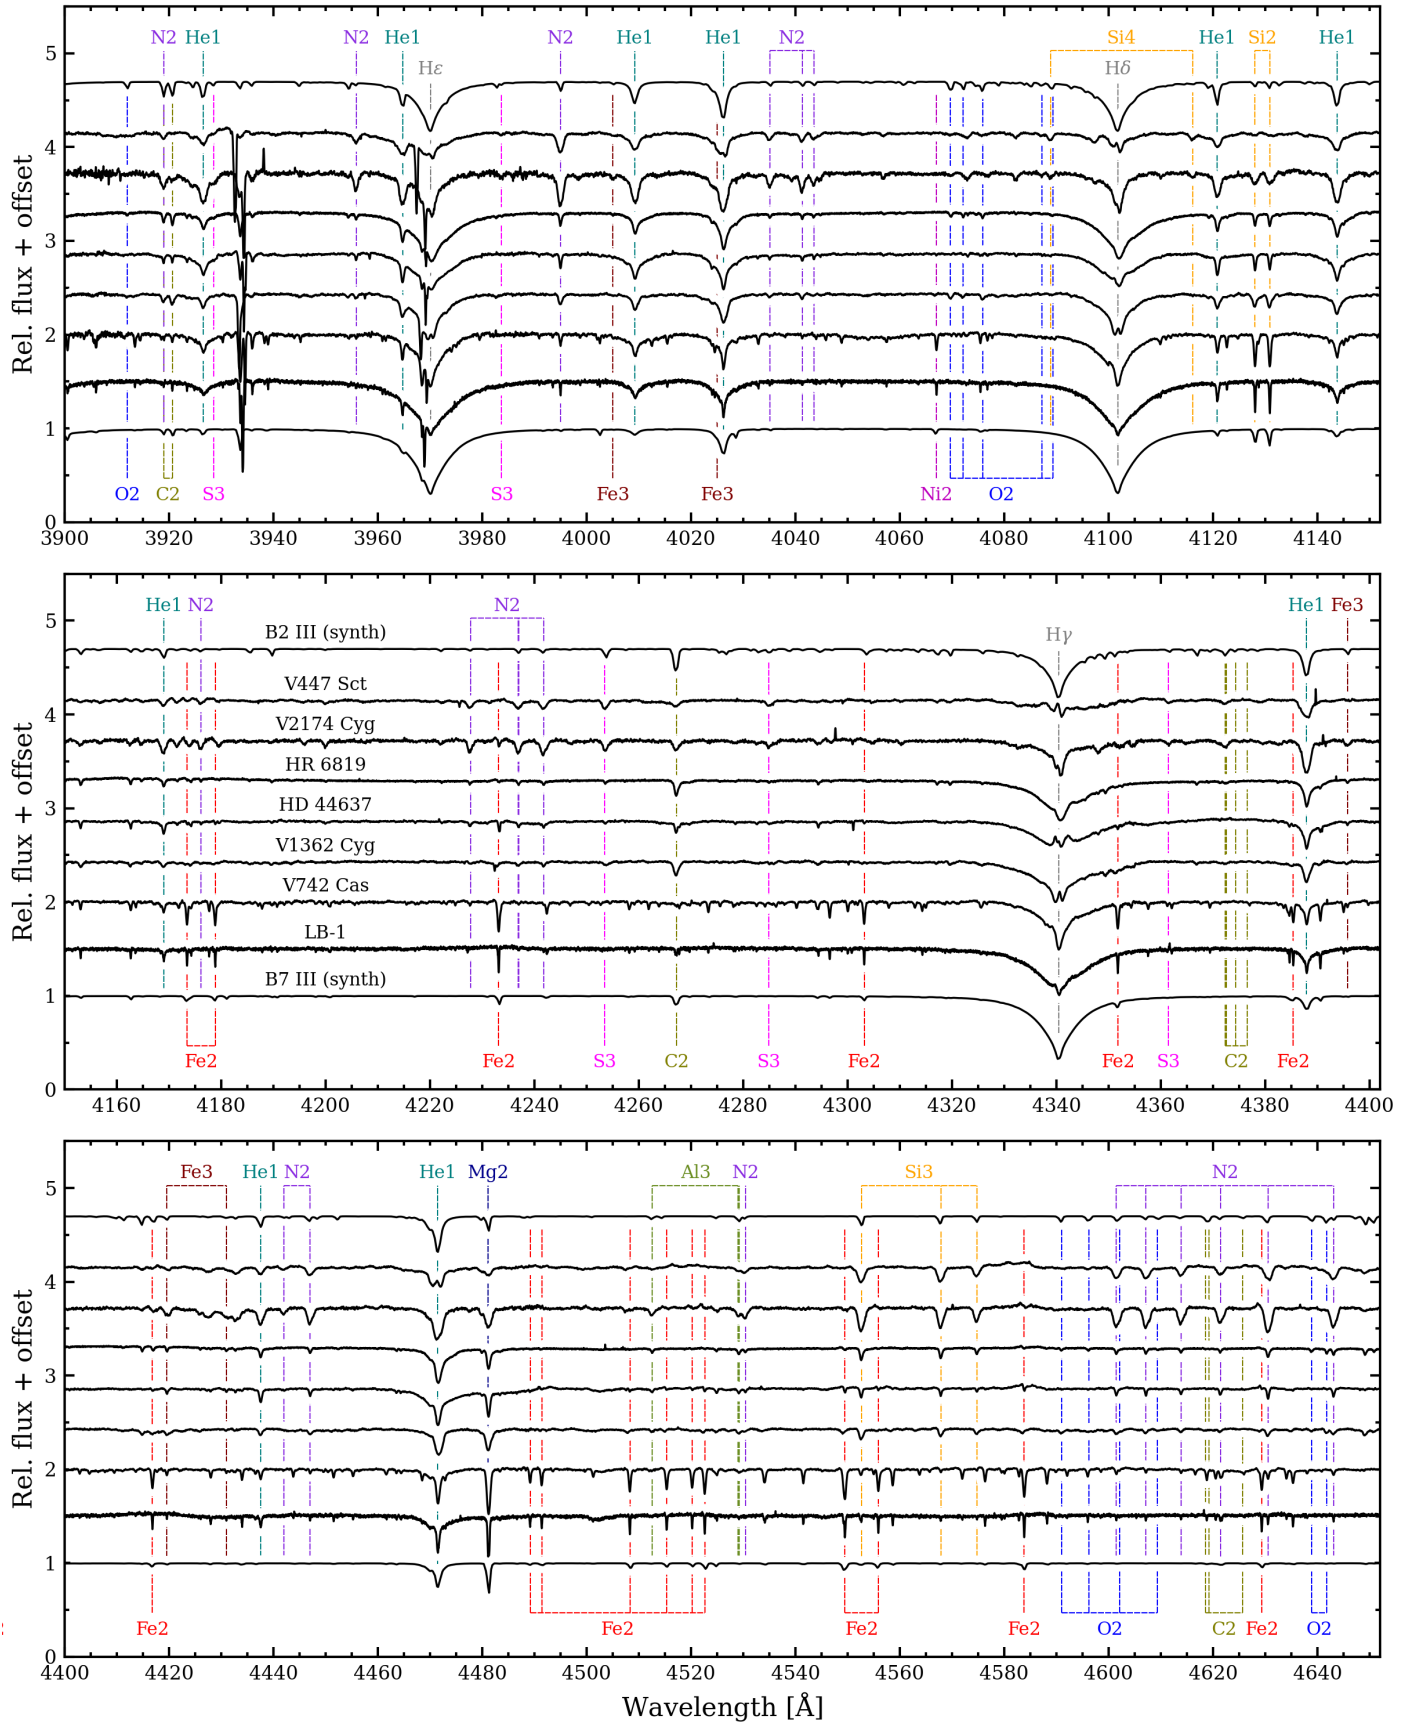 5
N2 He1 N2 He1 N2 He1 He1 N2 Si4 He1 Si2 He1
Hε Hδ
4
Rel. flux + offset
3
2
1
O2 C2 S3 S3 Fe3 Fe3 Ni2 O2
0
3900 3920 3940 3960 3980 4000 4020 4040 4060 4080 4100 4120 4140
He1 N2 N2 He1 Fe3
5
B2 III (synth)
Hγ
V447 Sct
4
V2174 Cyg
HR 6819
Rel. flux + offset
3
HD 44637
V1362 Cyg
V742 Cas
2
LB-1
B7 III (synth)
1
Fe2 Fe2 S3 C2 S3 Fe2 Fe2 S3 C2 Fe2
0
4160 4180 4200 4220 4240 4260 4280 4300 4320 4340 4360 4380 4400
Fe3 He1 N2 He1 Mg2 Al3 N2 Si3 N2
5
4
Rel. flux + offset
3
2
1
Fe2 Fe2 Fe2 Fe2 O2 C2 Fe2 O2
0
4400 4420 4440 4460 4480 4500 4520 4540 4560 4580 4600 4620 4640
Wavelength [Å]